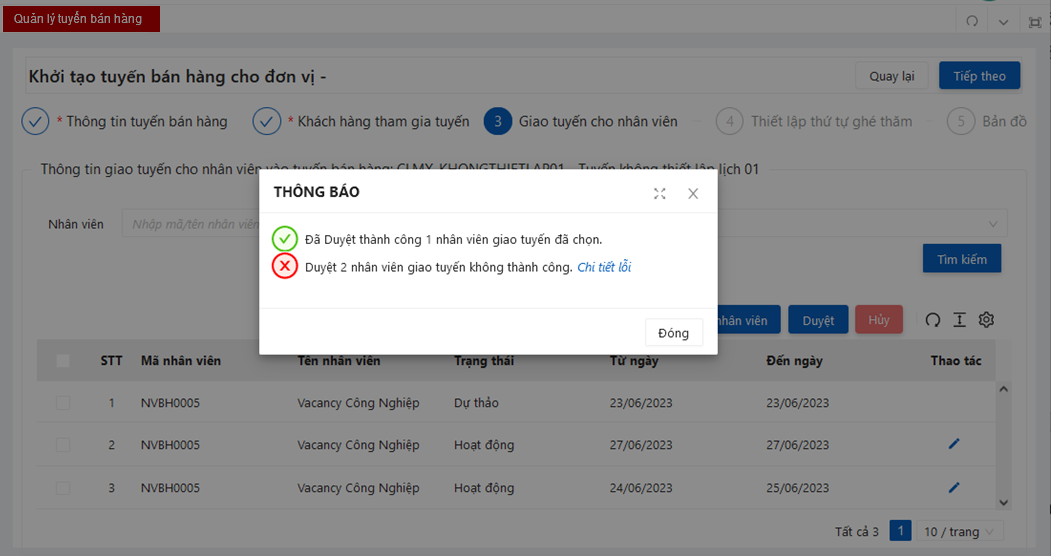 Quản lý tuyến bán hàng
Khởi tạo tuyến bán hàng cho đơn vị -
Quay lại
Tiếp theo
* Thông tin tuyến bán hàng
* Khách hàng tham gia tuyến
3 Giao tuyến cho nhân viên
4 Thiết lập thứ tự ghé thăm
5 Bản đồ
Thông tin giao tuyến cho nhân viên vào tuyến bán hàng: CLMX_KHONGTHIETLAP01 - Tuyến không thiết lập lịch 01
THÔNG BÁO
Nhân viên
Nhập mã/tên nhân viên
Đã Duyệt thành công 1 nhân viên giao tuyến đã chọn.
Duyệt 2 nhân viên giao tuyến không thành công. Chi tiết lỗi
Tìm kiếm
nhân viên
Duyệt
Hủy
Đóng
STT Mã nhân viên Tên nhân viên Trạng thái Từ ngày Đến ngày Thao tác
1 NVBH0005 Vacancy Công Nghiệp Dự thảo 23/06/2023 23/06/2023
2 NVBH0005 Vacancy Công Nghiệp Hoạt động 27/06/2023 27/06/2023
3 NVBH0005 Vacancy Công Nghiệp Hoạt động 24/06/2023 25/06/2023
Tất cả 3 1 10 / trang